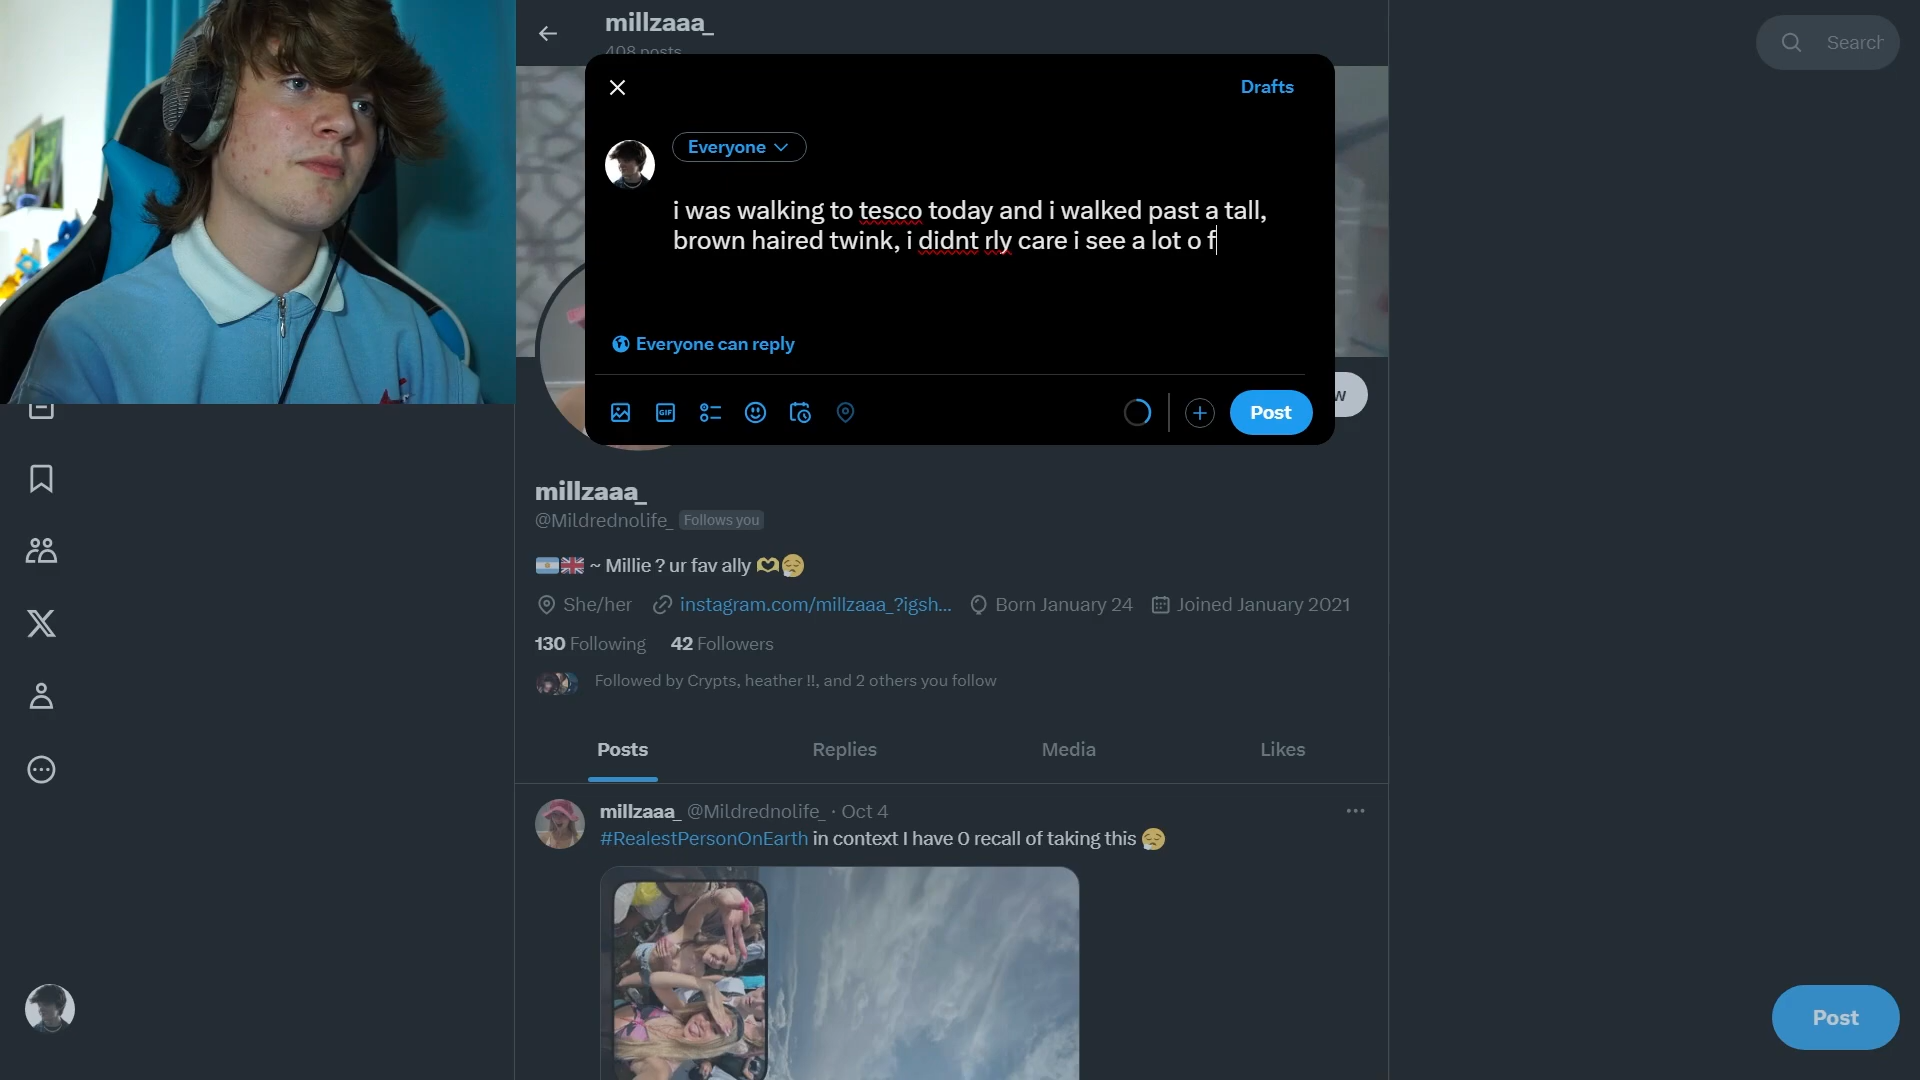 millzaaa_
408 posts
Search
Drafts
Everyone
i was walking to tesco today and i walked past a tall,
brown haired twink, i didnt rly care i see a lot o f
Everyone can reply
GIF
Post
w
millzaaa_
@Mildrednolife_ Follows you
🇦🇷🇬🇧 ~ Millie ? ur fav ally 🫶😮‍💨
She/her instagram.com/millzaaa_?igsh... Born January 24 Joined January 2021
130 Following 42 Followers
Followed by Crypts, heather !!, and 2 others you follow
Posts Replies Media Likes
millzaaa_ @Mildrednolife_ · Oct 4
#RealestPersonOnEarth in context I have 0 recall of taking this 😮‍💨
Post